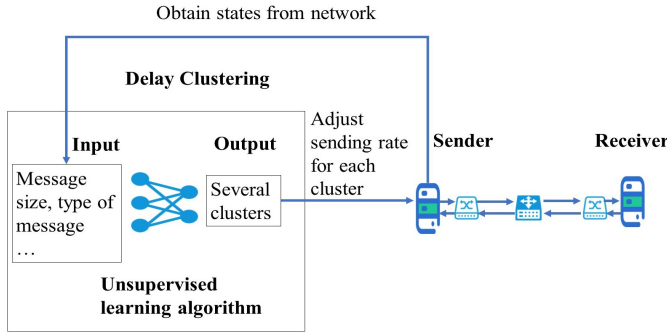 Obtain states from network
Delay Clustering
Input
Output
Message
size, type of
message
…
Several
clusters
Unsupervised
learning algorithm
Adjust
sending rate
for each
cluster
Sender
Receiver